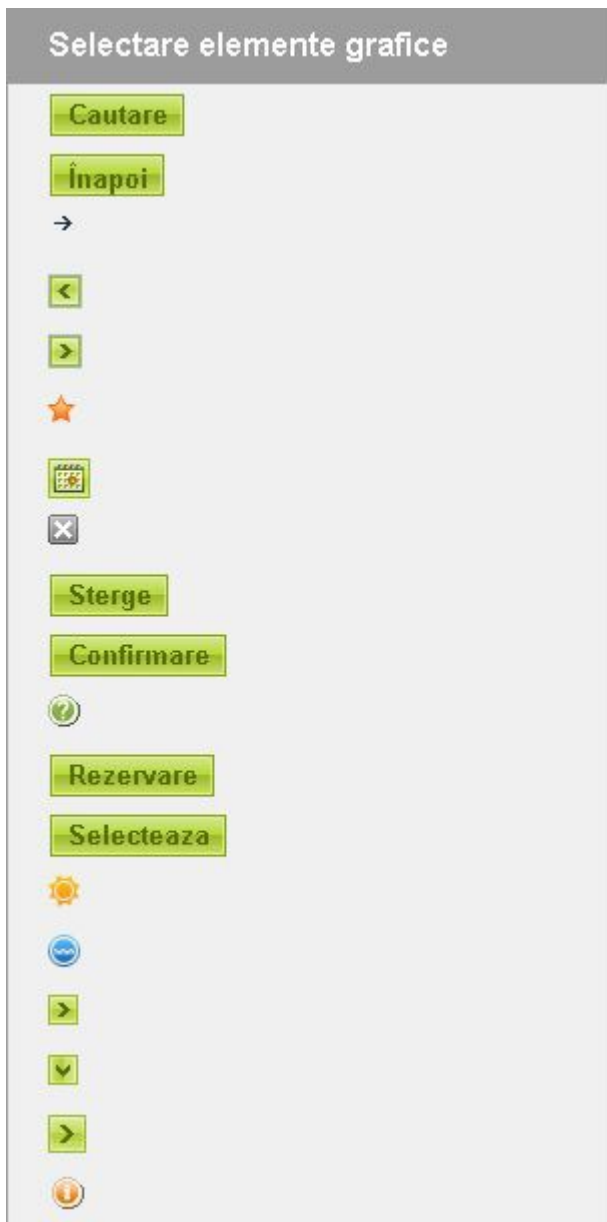 Selectare elemente grafice
Cautare
Înapoi
Sterge
Confirmare
Rezervare
Selecteaza